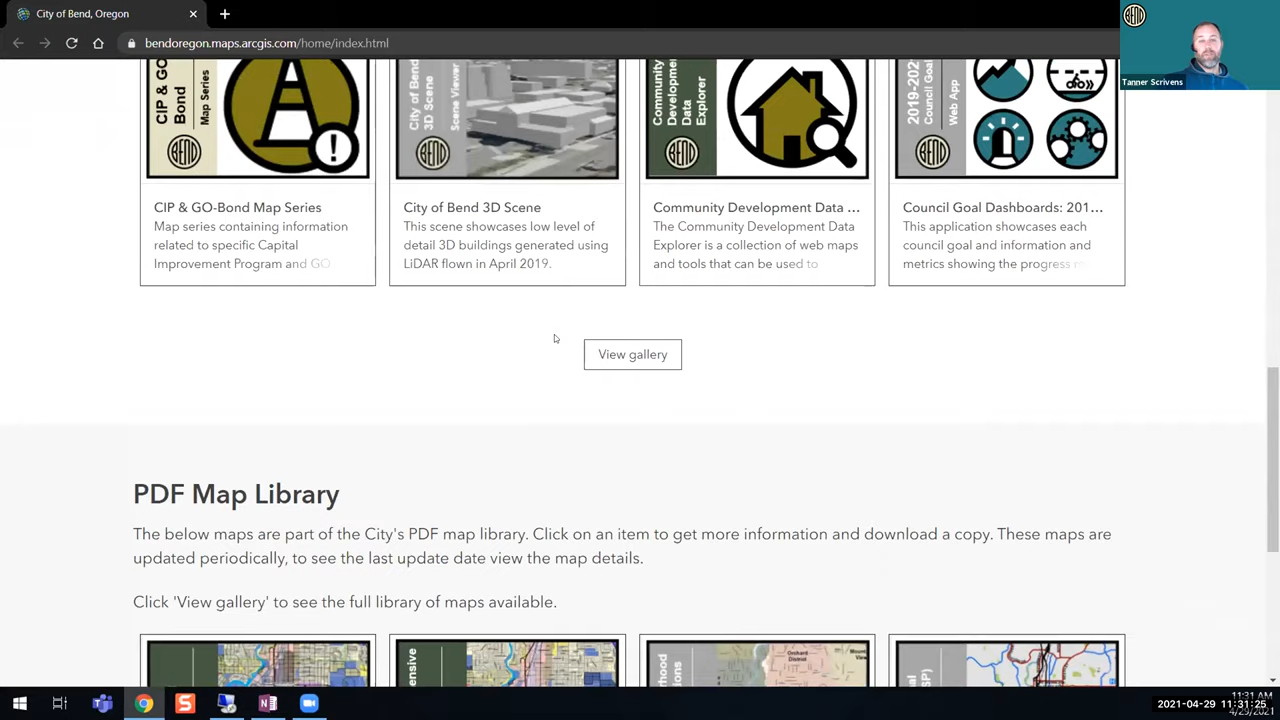 City of Bend, Oregon
bendoregon.maps.arcgis.com/home/index.html
BEND
Tanner Scrivens
CIP & GO
Bond
Map Series
BEND
City of Bend
3D Scene
Scene Viewer
BEND
Community
Development
Data
Explorer
BEND
2019-202
Council Goal
Web App
BEND
CIP & GO-Bond Map Series
Map series containing information
related to specific Capital
Improvement Program and GO
City of Bend 3D Scene
This scene showcases low level of
detail 3D buildings generated using
LiDAR flown in April 2019.
Community Development Data ...
The Community Development Data
Explorer is a collection of web maps
and tools that can be used to
Council Goal Dashboards: 201...
This application showcases each
council goal and information and
metrics showing the progress m
View gallery
PDF Map Library
The below maps are part of the City's PDF map library. Click on an item to get more information and download a copy. These maps are
updated periodically, to see the last update date view the map details.
Click 'View gallery' to see the full library of maps available.
Orchard
District
11:31 AM
2021-04-29 11:31:25